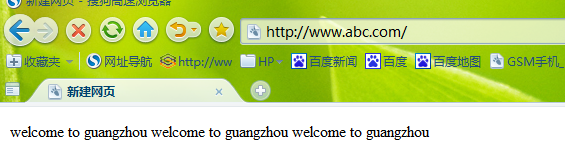 新建网页 - 搜狗高速浏览器
http://www.abc.com/
收藏夹 网址导航 http://ww HP 百度新闻 百度 百度地图 GSM手机_
新建网页
welcome to guangzhou welcome to guangzhou welcome to guangzhou